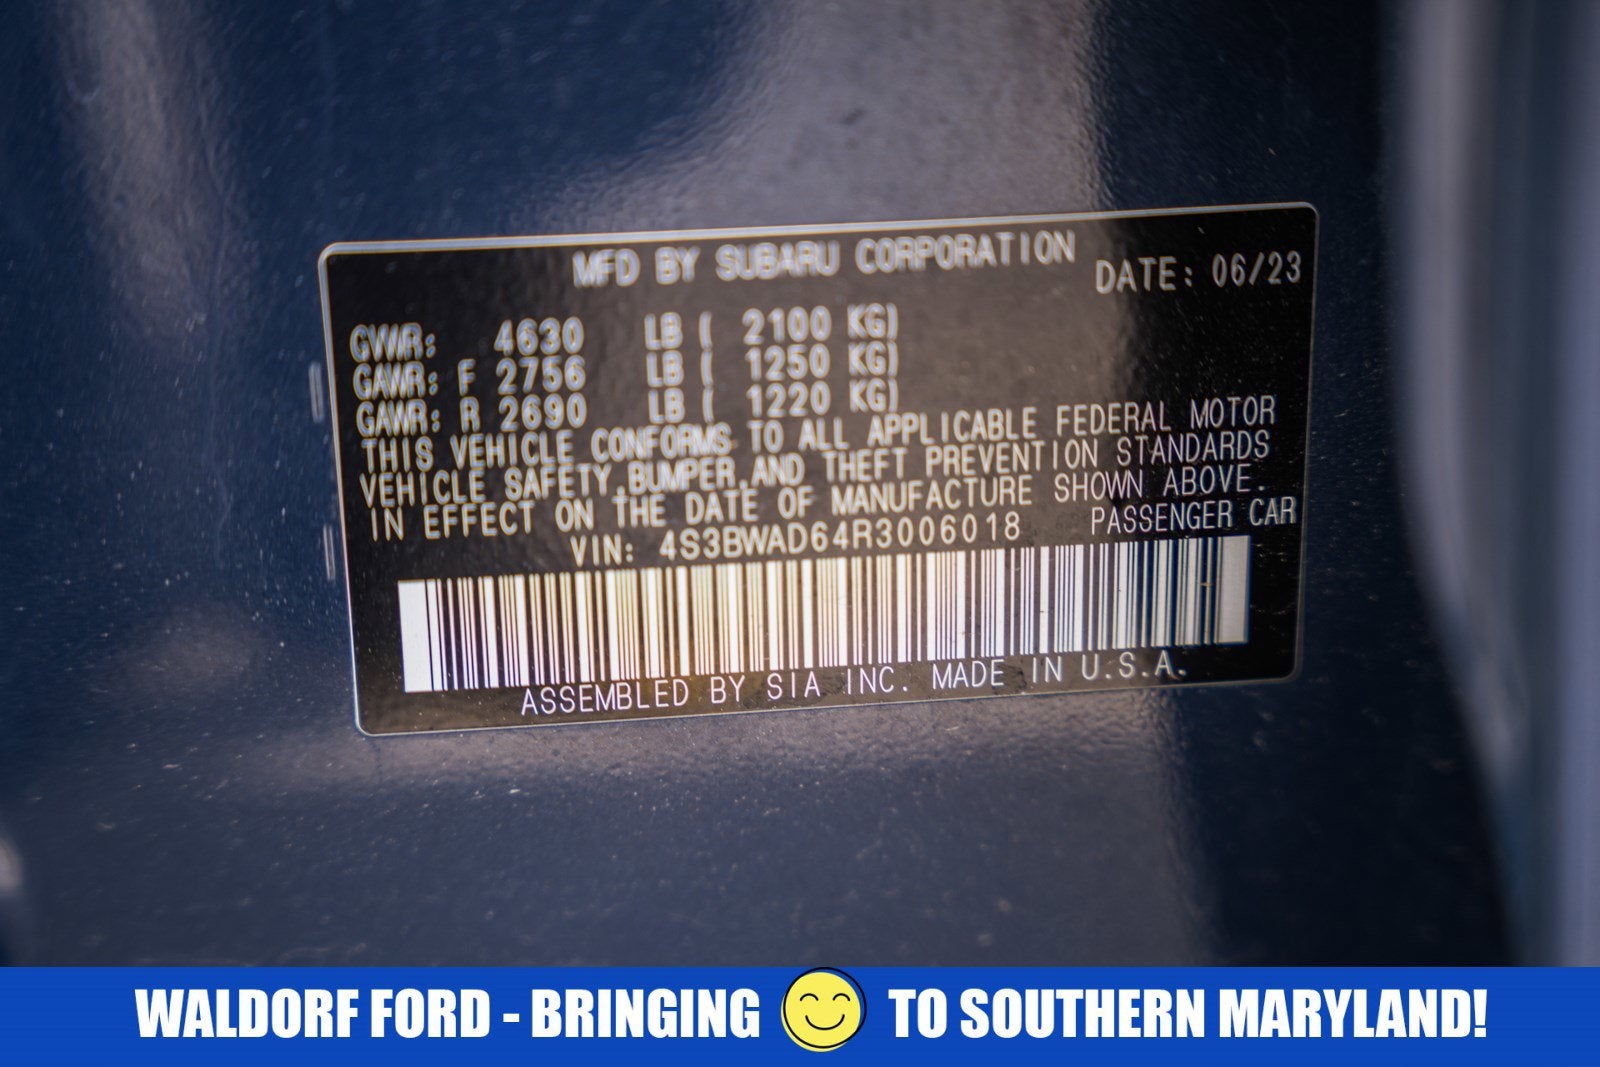 MFD BY SUBARU CORPORATION
DATE: 06/23
GVWR: 4630 LB ( 2100 KG)
GAWR: F 2756 LB ( 1250 KG)
GAWR: R 2690 LB ( 1220 KG)
THIS VEHICLE CONFORMS TO ALL APPLICABLE FEDERAL MOTOR
VEHICLE SAFETY,BUMPER,AND THEFT PREVENTION STANDARDS
IN EFFECT ON THE DATE OF MANUFACTURE SHOWN ABOVE.
VIN: 4S3BWAD64R3006018 PASSENGER CAR
ASSEMBLED BY SIA INC. MADE IN U.S.A.
WALDORF FORD - BRINGING TO SOUTHERN MARYLAND!